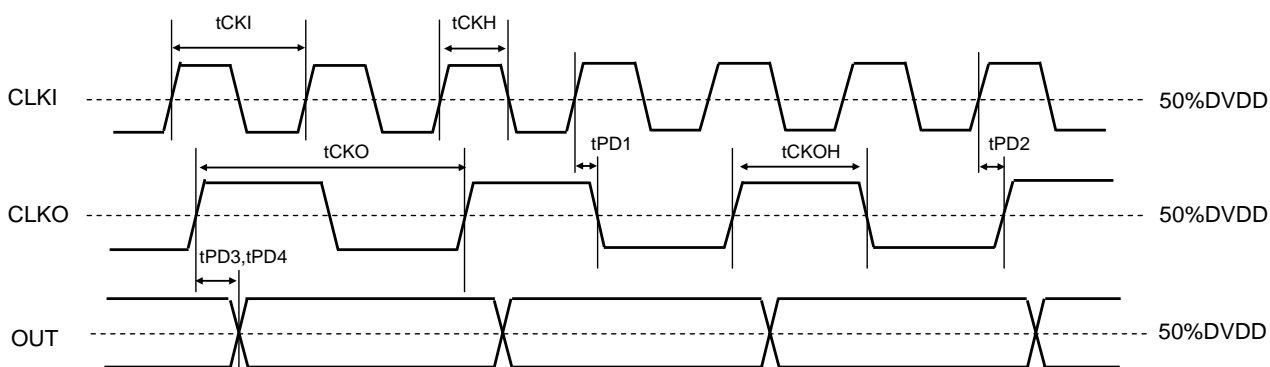 tCKI
tCKH
CLKI
50%DVDD
tCKO
tPD1
tCKOH
tPD2
CLKO
50%DVDD
tPD3,tPD4
OUT
50%DVDD